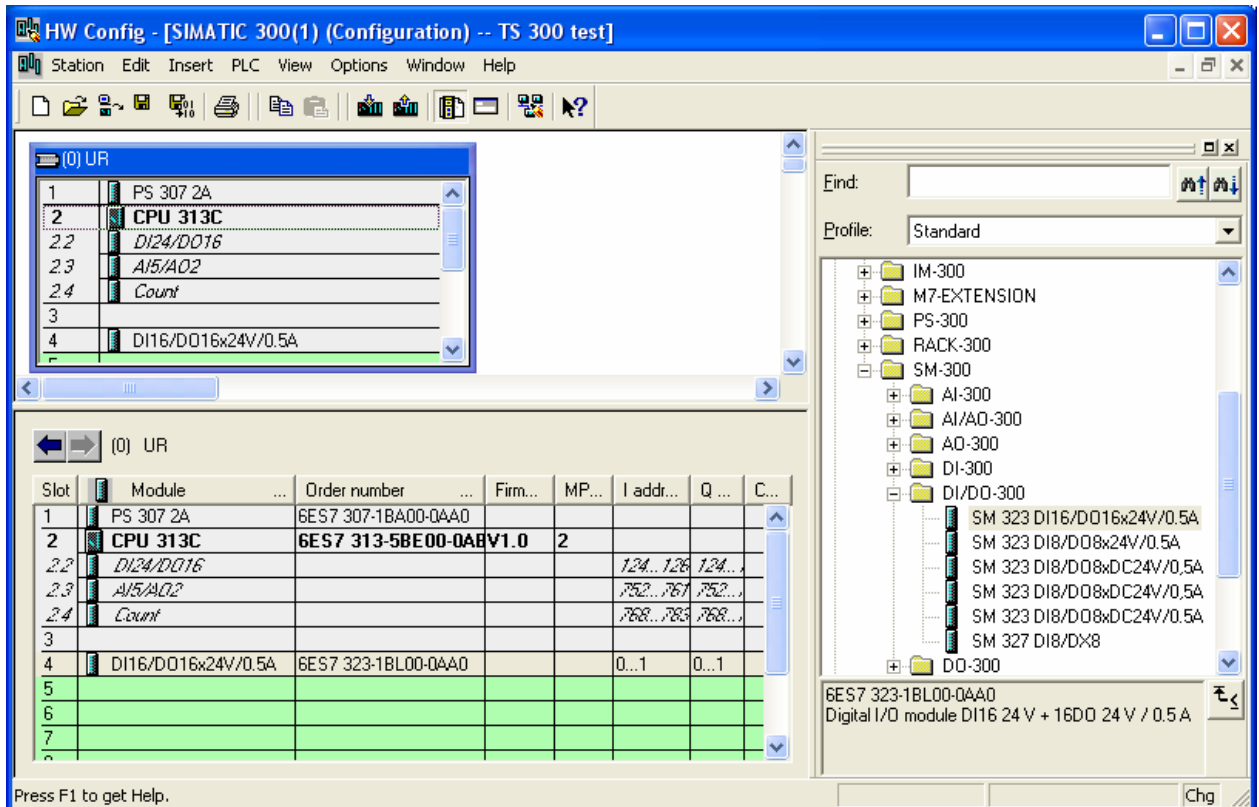 HW Config - [SIMATIC 300(1) (Configuration) -- TS 300 test]
Station Edit Insert PLC View Options Window Help
(0) UR
1 PS 307 2A
2 CPU 313C
2.2 DI24/DO16
2.3 AI5/AO2
2.4 Count
3
4 DI16/DO16x24V/0.5A
(0) UR
Slot Module ... Order number ... Firm... MP... I addr... Q ... C...
1 PS 307 2A 6ES7 307-1BA00-0AA0
2 CPU 313C 6ES7 313-5BE00-0AB V1.0 2
2.2 DI24/DO16 124...126 124...
2.3 AI5/AO2 752...761 752...
2.4 Count 768...783 768...
3
4 DI16/DO16x24V/0.5A 6ES7 323-1BL00-0AA0 0...1 0...1
5
6
7
Find:
Profile: Standard
IM-300
M7-EXTENSION
PS-300
RACK-300
SM-300
AI-300
AI/AO-300
AO-300
DI-300
DI/DO-300
SM 323 DI16/DO16x24V/0.5A
SM 323 DI8/DO8x24V/0.5A
SM 323 DI8/DO8xDC24V/0,5A
SM 323 DI8/DO8xDC24V/0,5A
SM 323 DI8/DO8xDC24V/0.5A
SM 327 DI8/DX8
DO-300
6ES7 323-1BL00-0AA0
Digital I/O module DI16 24 V + 16DO 24 V / 0.5 A
Press F1 to get Help.
Chg